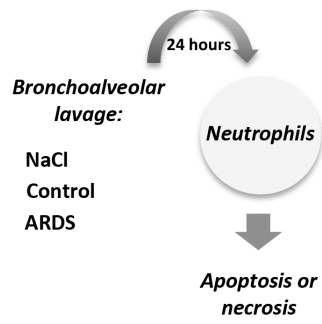 24 hours
Bronchoalveolar
lavage:
NaCl
Control
ARDS
Neutrophils
Apoptosis or
necrosis